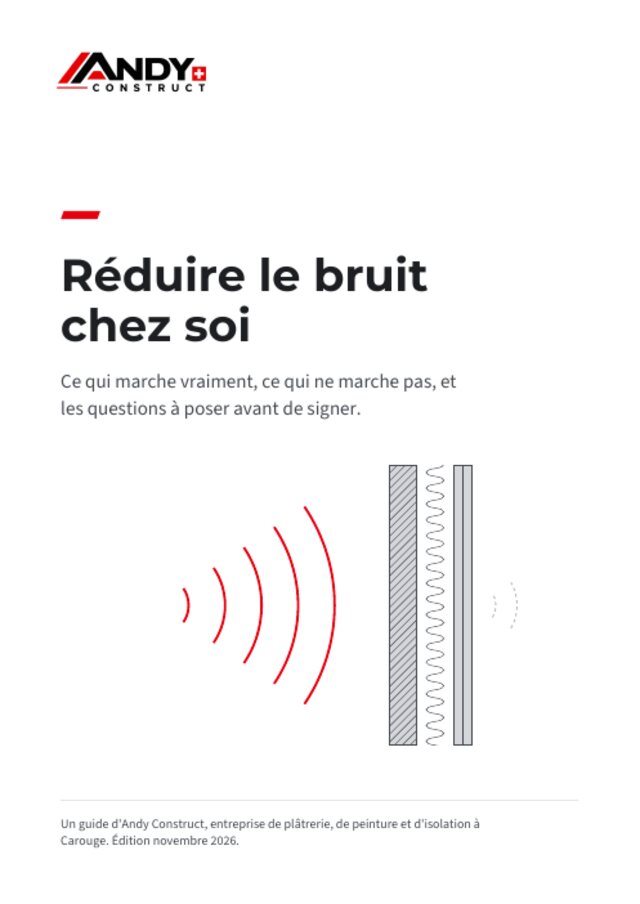 ANDY
CONSTRUCT
Réduire le bruit
chez soi
Ce qui marche vraiment, ce qui ne marche pas, et
les questions à poser avant de signer.
Un guide d'Andy Construct, entreprise de plâtrerie, de peinture et d'isolation à
Carouge. Édition novembre 2026.